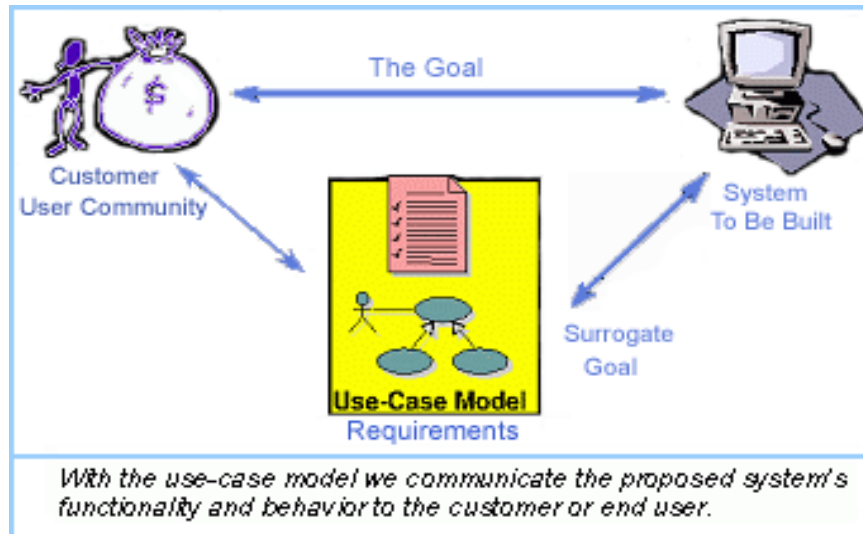 The Goal
$
Customer
User Community
System
To Be Built
Surrogate
Goal
Use-Case Model
Requirements
With the use-case model we communicate the proposed system's
functionality and behavior to the customer or end user.